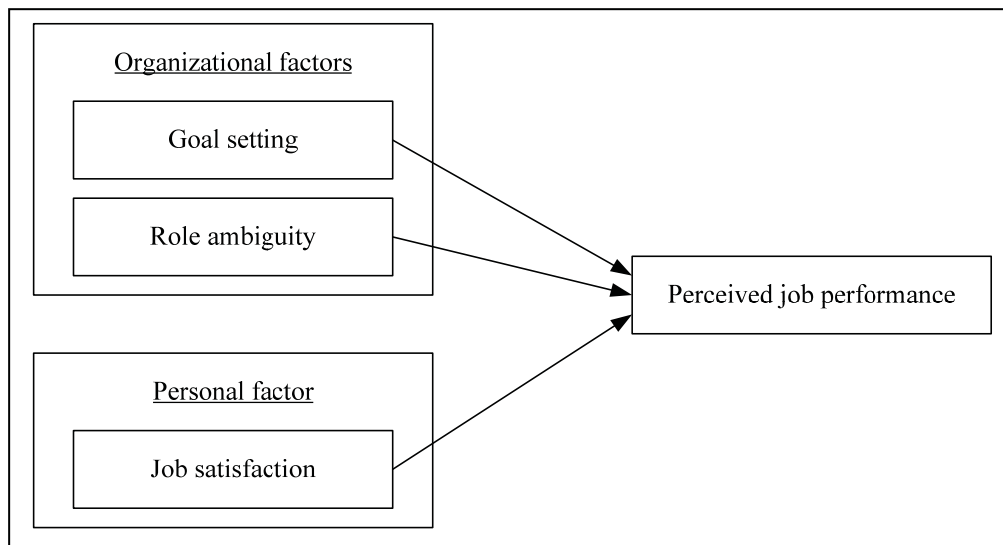 Organizational factors
Goal setting
Role ambiguity
Perceived job performance
Personal factor
Job satisfaction